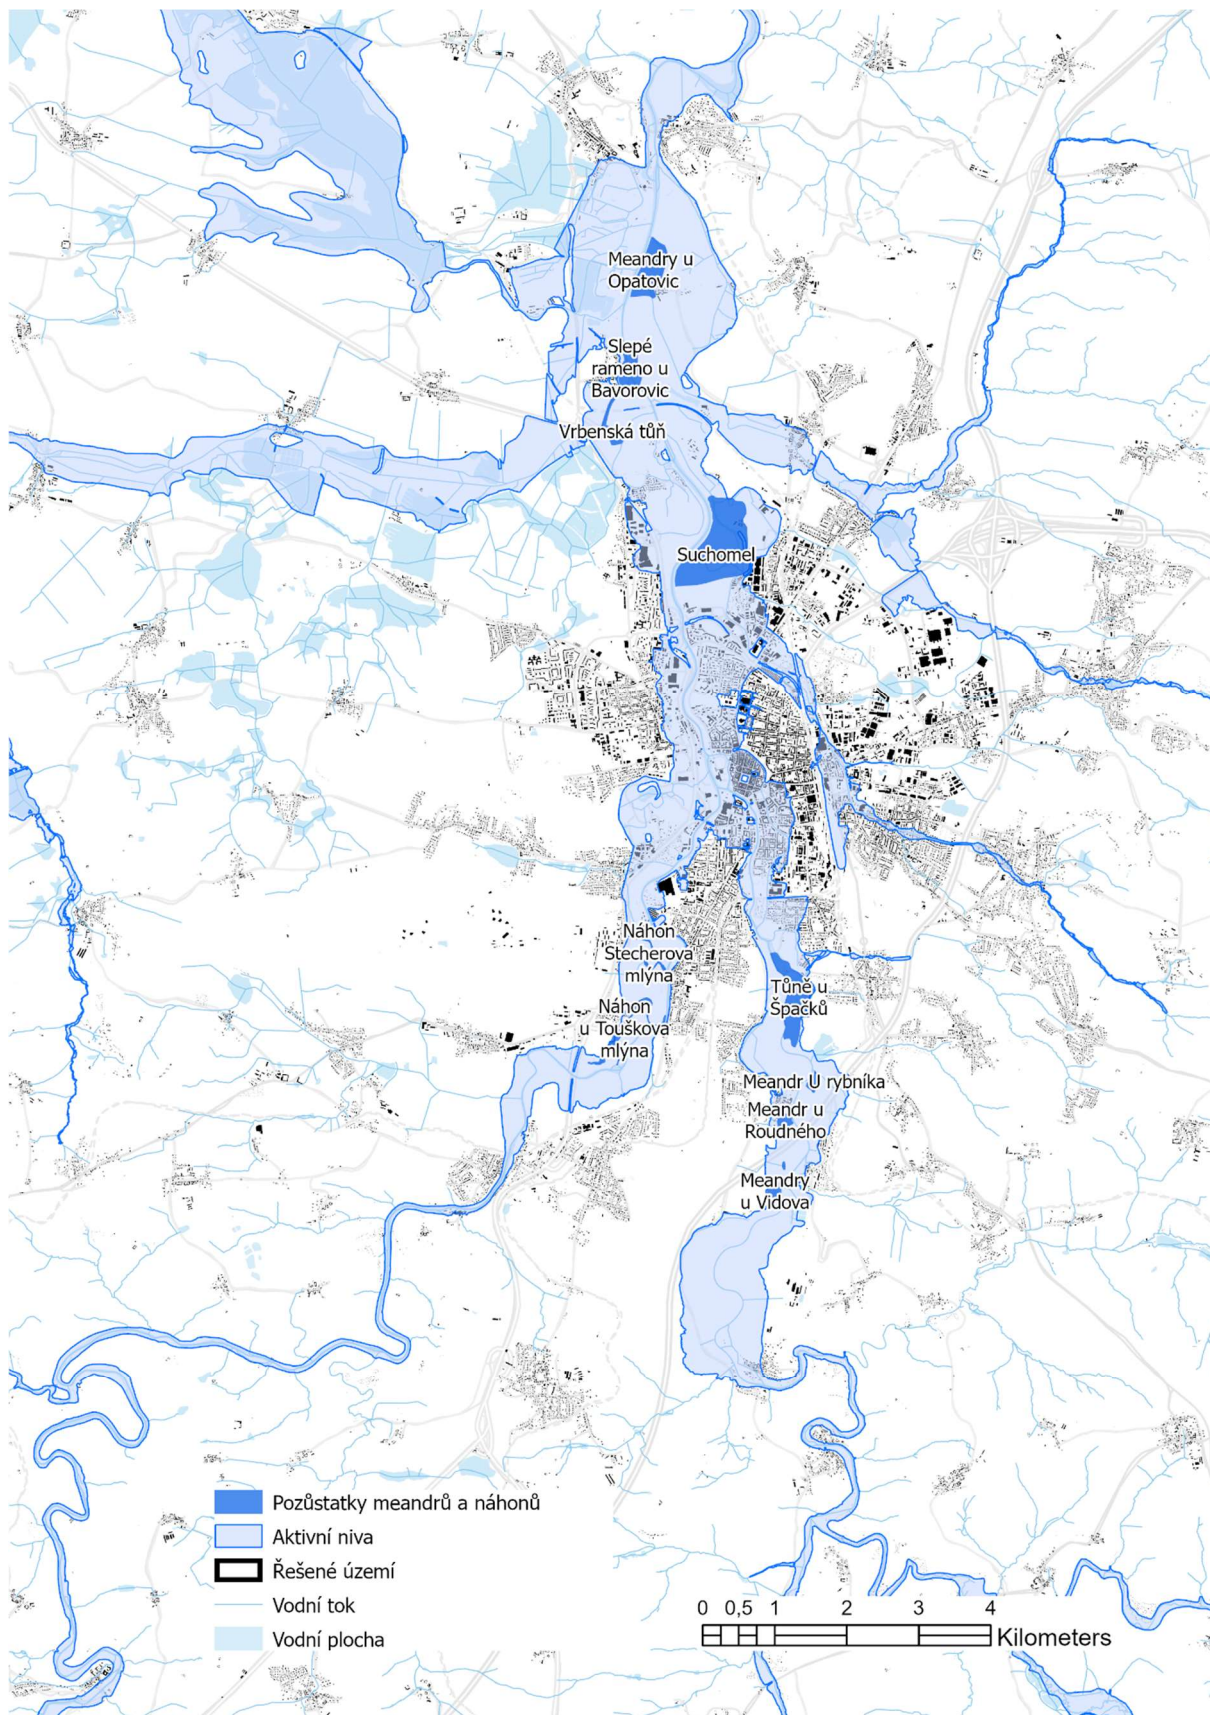 Meandry u
Opatovic
Slepé
rameno u
Bavorovic
Vrbenská tůň
Suchomel
Náhon
Stecherova
mlýna
Náhon
u Touškova
mlýna
Tůně u
Špačků
Meandr U rybníka
Meandr u
Roudného
Meandry
u Vidova
Pozůstatky meandrů a náhonů
Aktivní niva
Řešené území
Vodní tok
Vodní plocha
0 0,5 1 2 3 4
Kilometers